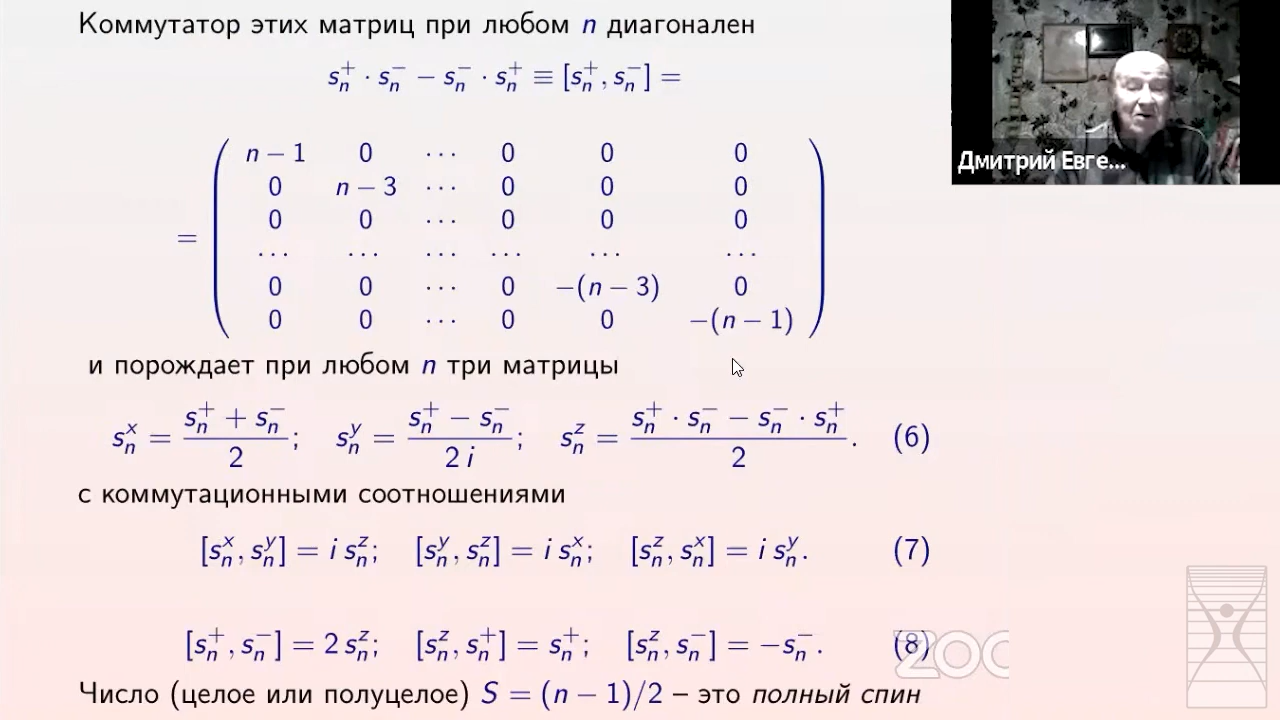 Коммутатор этих матриц при любом n диагонален
s_n^+ · s_n^- − s_n^- · s_n^+ ≡ [s_n^+, s_n^-] =
Дмитрий Евге...
n − 1 0 ⋯ 0 0 0
0 n − 3 ⋯ 0 0 0
0 0 ⋯ 0 0 0
=
⋯ ⋯ ⋯ ⋯ ⋯ ⋯
0 0 ⋯ 0 −(n − 3) 0
0 0 ⋯ 0 0 −(n − 1)
и порождает при любом n три матрицы
s_n^x = (s_n^+ + s_n^-)/2; s_n^y = (s_n^+ − s_n^-)/(2 i); s_n^z = (s_n^+ · s_n^- − s_n^- · s_n^+)/2. (6)
с коммутационными соотношениями
[s_n^x, s_n^y] = i s_n^z; [s_n^y, s_n^z] = i s_n^x; [s_n^z, s_n^x] = i s_n^y. (7)
[s_n^+, s_n^-] = 2 s_n^z; [s_n^z, s_n^+] = s_n^+; [s_n^z, s_n^-] = −s_n^-. (8)
Число (целое или полуцелое) S = (n − 1)/2 – это полный спин